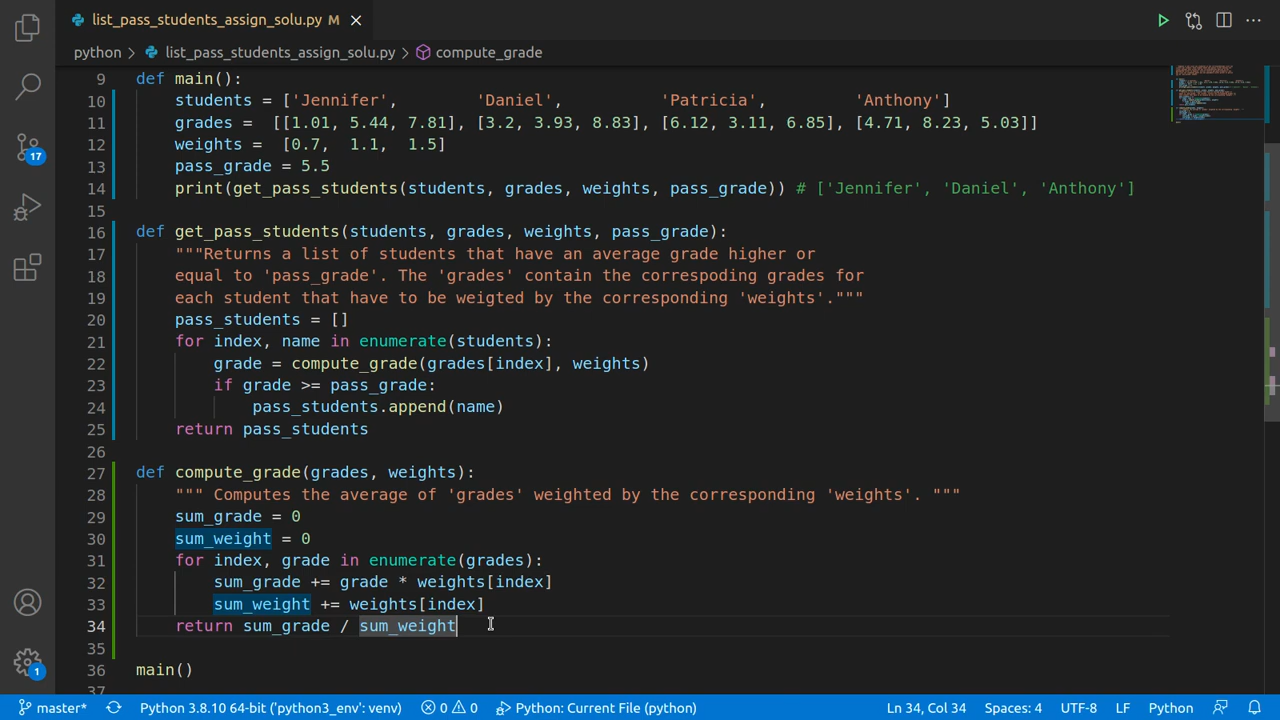 list_pass_students_assign_solu.py M
python list_pass_students_assign_solu.py compute_grade
9 def main():
10 students = ['Jennifer', 'Daniel', 'Patricia', 'Anthony']
11 grades = [[1.01, 5.44, 7.81], [3.2, 3.93, 8.83], [6.12, 3.11, 6.85], [4.71, 8.23, 5.03]]
12 weights = [0.7, 1.1, 1.5]
13 pass_grade = 5.5
14 print(get_pass_students(students, grades, weights, pass_grade)) # ['Jennifer', 'Daniel', 'Anthony']
15
16 def get_pass_students(students, grades, weights, pass_grade):
17 """Returns a list of students that have an average grade higher or
18 equal to 'pass_grade'. The 'grades' contain the correspoding grades for
19 each student that have to be weigted by the corresponding 'weights'."""
20 pass_students = []
21 for index, name in enumerate(students):
22 grade = compute_grade(grades[index], weights)
23 if grade >= pass_grade:
24 pass_students.append(name)
25 return pass_students
26
27 def compute_grade(grades, weights):
28 """ Computes the average of 'grades' weighted by the corresponding 'weights'. """
29 sum_grade = 0
30 sum_weight = 0
31 for index, grade in enumerate(grades):
32 sum_grade += grade * weights[index]
33 sum_weight += weights[index]
34 return sum_grade / sum_weight
35
36 main()
37
17
1
master* Python 3.8.10 64-bit ('python3_env': venv) 0 0 Python: Current File (python) Ln 34, Col 34 Spaces: 4 UTF-8 LF Python